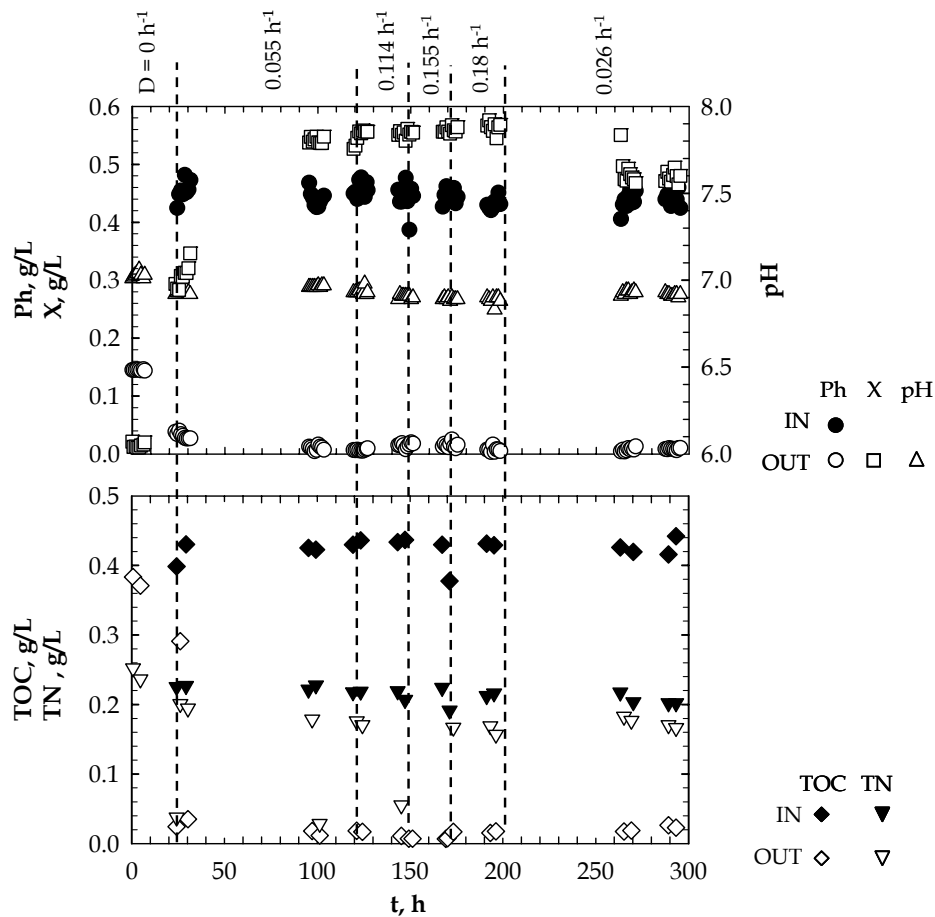 D = 0 h-1
0.055 h-1
0.114 h-1
0.155 h-1
0.18 h-1
0.026 h-1
0.6
0.5
0.4
0.3
0.2
0.1
0.0
Ph, g/L
X, g/L
8.0
7.5
7.0
6.5
6.0
pH
Ph X pH
IN
OUT
0.5
0.4
0.3
0.2
0.1
0.0
TOC, g/L
TN, g/L
0 50 100 150 200 250 300
t, h
TOC TN
IN
OUT